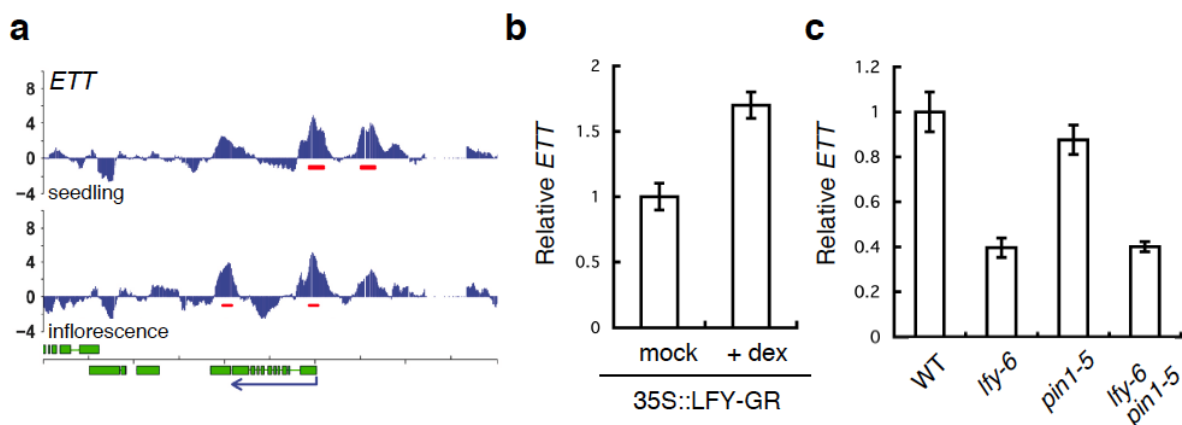 a
ETT
8
4
0
−4
seedling
8
4
0
−4
inflorescence
b
Relative ETT
2
1.5
1
0.5
0
mock
+ dex
35S::LFY-GR
c
Relative ETT
1.2
1
0.8
0.6
0.4
0.2
0
WT
lfy-6
pin1-5
lfy-6
pin1-5